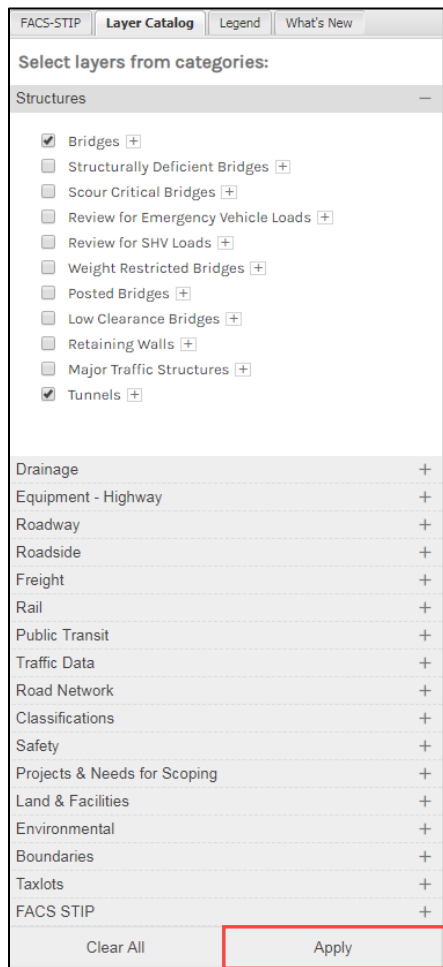 FACS-STIP Layer Catalog Legend What's New
Select layers from categories:
Structures −
Bridges +
Structurally Deficient Bridges +
Scour Critical Bridges +
Review for Emergency Vehicle Loads +
Review for SHV Loads +
Weight Restricted Bridges +
Posted Bridges +
Low Clearance Bridges +
Retaining Walls +
Major Traffic Structures +
Tunnels +
Drainage +
Equipment - Highway +
Roadway +
Roadside +
Freight +
Rail +
Public Transit +
Traffic Data +
Road Network +
Classifications +
Safety +
Projects & Needs for Scoping +
Land & Facilities +
Environmental +
Boundaries +
Taxlots +
FACS STIP +
Clear All Apply